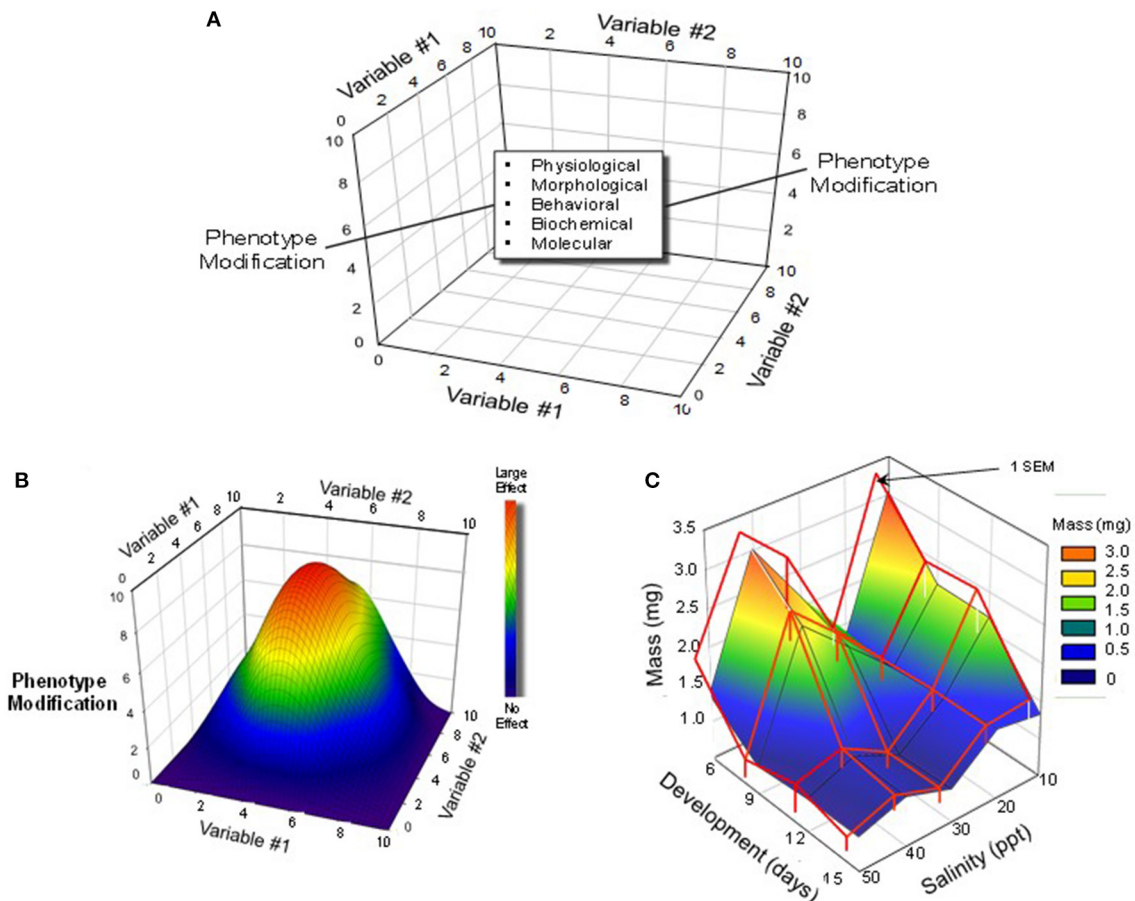 A
Variable #1
Variable #2
0 2 4 6 8 10
2 4 6 8 10
10 8 6 4 2 0
10 8 6 4 2
Phenotype
Modification
▪ Physiological
▪ Morphological
▪ Behavioral
▪ Biochemical
▪ Molecular
Phenotype
Modification
0 2 4 6 8 10
Variable #1
0 2 4 6 8 10
Variable #2
B
Variable #1
Variable #2
0 2 4 6 8 10
2 4 6 8 10
10 8 6 4 2 0
Phenotype
Modification
0 2 4 6 8 10
Variable #1
0 2 4 6 8 10
Variable #2
Large
Effect
No
Effect
C
1 SEM
Mass (mg)
3.0
2.5
2.0
1.5
1.0
0.5
0
3.5
3.0
2.5
2.0
1.5
1.0
Mass (mg)
6 9 12 15
Development (days)
50 40 30 20 10
Salinity (ppt)